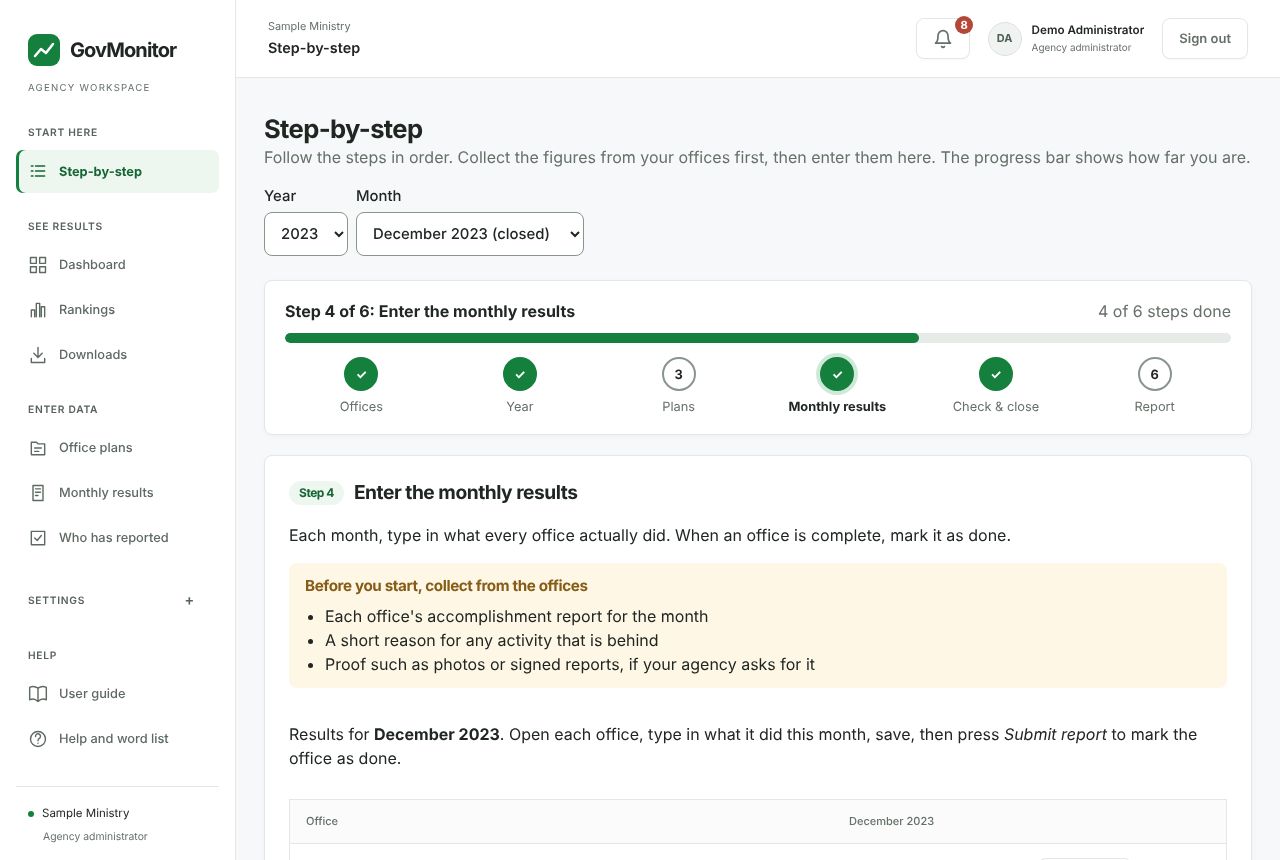 GovMonitor
AGENCY WORKSPACE
START HERE
Step-by-step
SEE RESULTS
Dashboard
Rankings
Downloads
ENTER DATA
Office plans
Monthly results
Who has reported
SETTINGS +
HELP
User guide
Help and word list
Sample Ministry
Agency administrator
Sample Ministry
Step-by-step
8
DA
Demo Administrator
Agency administrator
Sign out
Step-by-step
Follow the steps in order. Collect the figures from your offices first, then enter them here. The progress bar shows how far you are.
Year Month
2023 December 2023 (closed)
Step 4 of 6: Enter the monthly results 4 of 6 steps done
3 6
Offices Year Plans Monthly results Check & close Report
Step 4 Enter the monthly results
Each month, type in what every office actually did. When an office is complete, mark it as done.
Before you start, collect from the offices
• Each office's accomplishment report for the month
• A short reason for any activity that is behind
• Proof such as photos or signed reports, if your agency asks for it
Results for December 2023. Open each office, type in what it did this month, save, then press Submit report to mark the
office as done.
Office December 2023